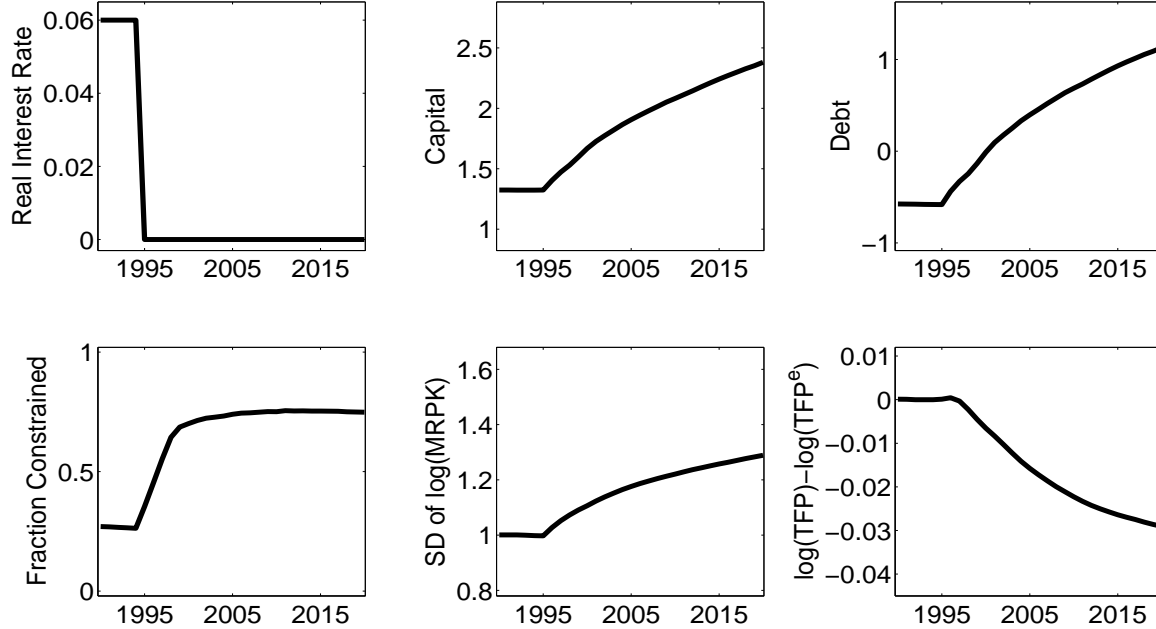 Real Interest Rate
0.06
0.04
0.02
0
1995 2005 2015
Capital
2.5
2
1.5
1
1995 2005 2015
Debt
1
0
−1
1995 2005 2015
Fraction Constrained
1
0.5
0
1995 2005 2015
SD of log(MRPK)
1.6
1.4
1.2
1
0.8
1995 2005 2015
log(TFP)−log(TFPᵉ)
0.01
0
−0.01
−0.02
−0.03
−0.04
1995 2005 2015